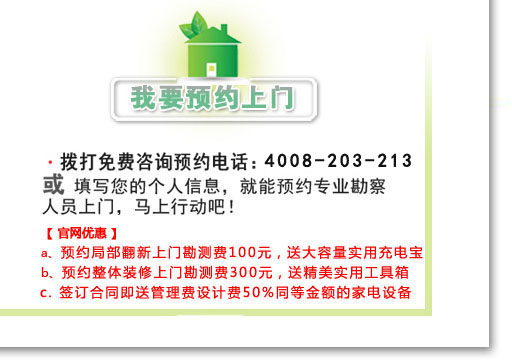 我要预约上门
· 拨打免费咨询预约电话：4008-203-213
或 填写您的个人信息，就能预约专业勘察
人员上门，马上行动吧！
【 官网优惠 】
a、预约局部翻新上门勘测费100元，送大容量实用充电宝
b、预约整体装修上门勘测费300元，送精美实用工具箱
c. 签订合同即送管理费设计费50%同等金额的家电设备